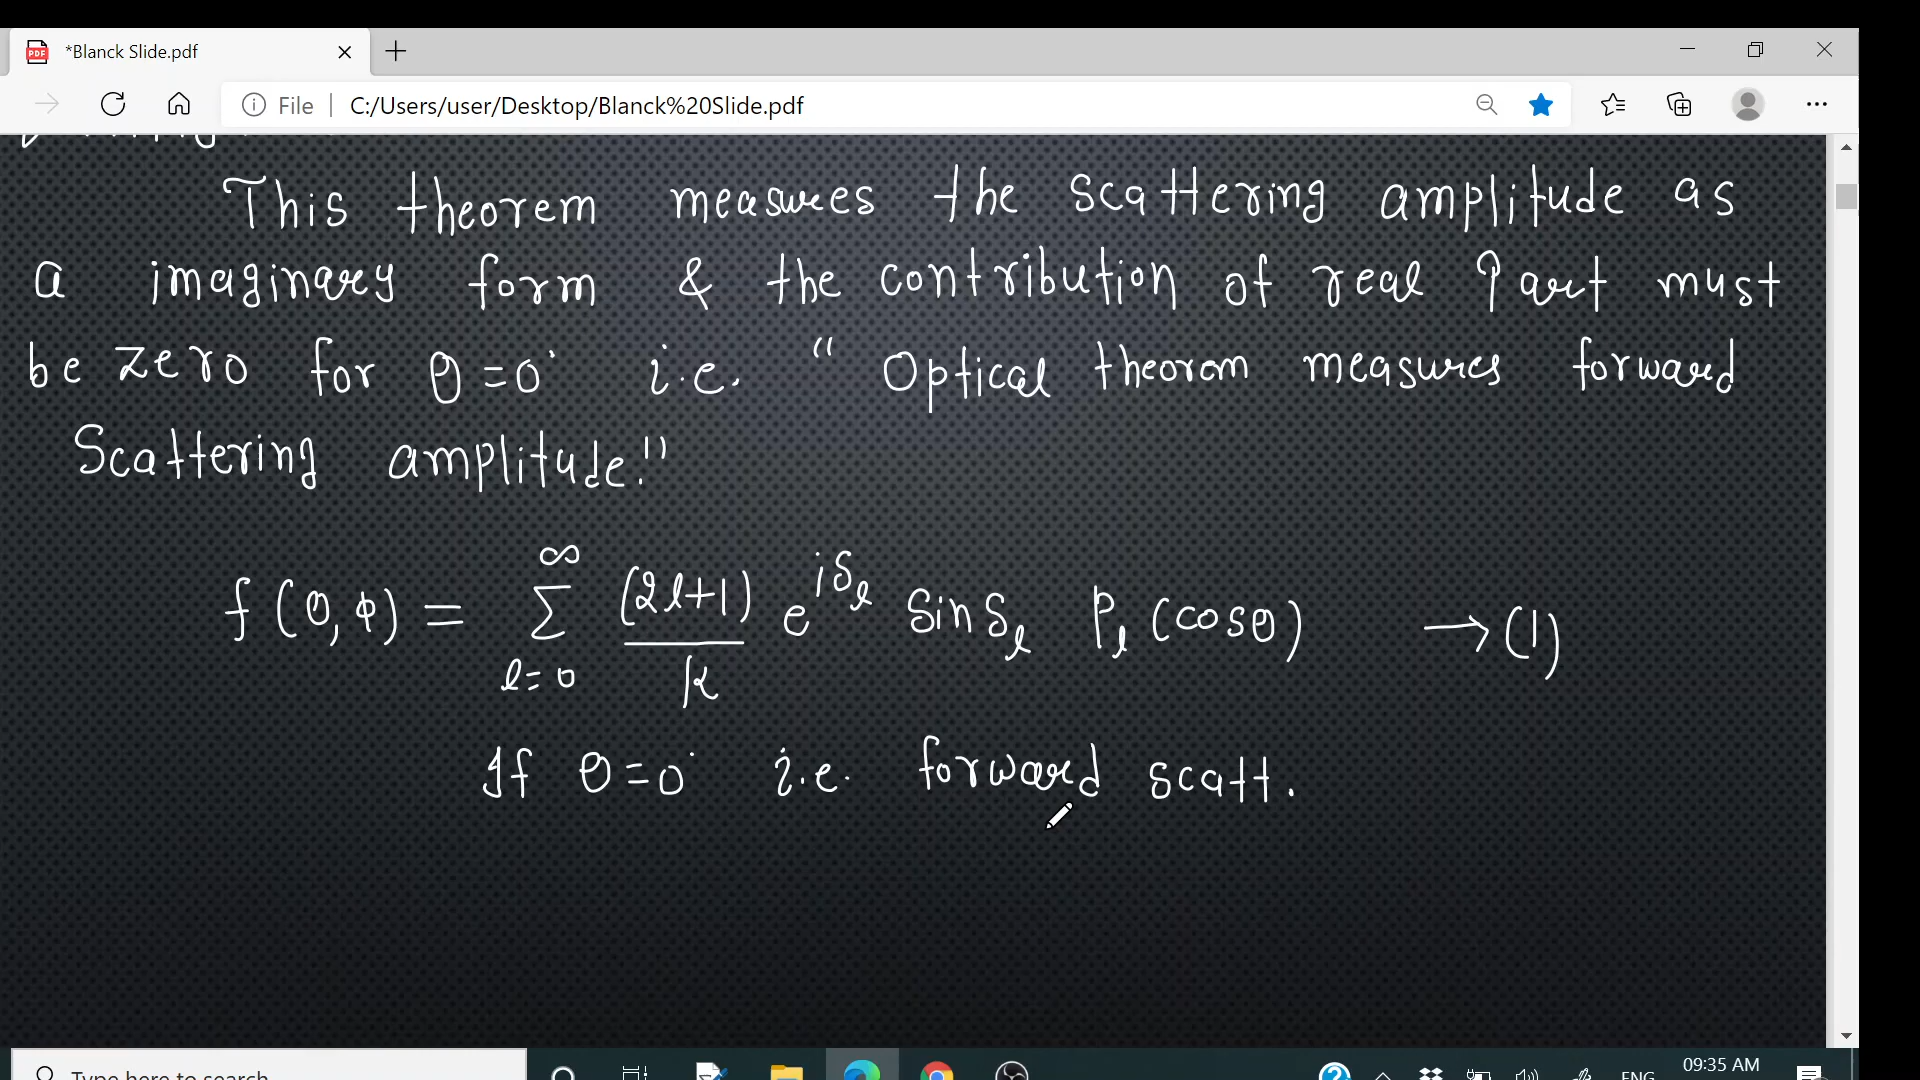 *Blanck Slide.pdf
File | C:/Users/user/Desktop/Blanck%20Slide.pdf
This theorem measures the scattering amplitude as
a imaginary form & the contribution of real Part must
be zero for θ=0° i.e. "Optical theorem measures forward
Scattering amplitude."
f(θ,φ) = ∞ Σ l=0 (2l+1)/k e^{iδ_l} Sin δ_l P_l (cosθ) → (1)
If θ=0° i.e. forward scatt.
Type here to search
ENG
09:35 AM